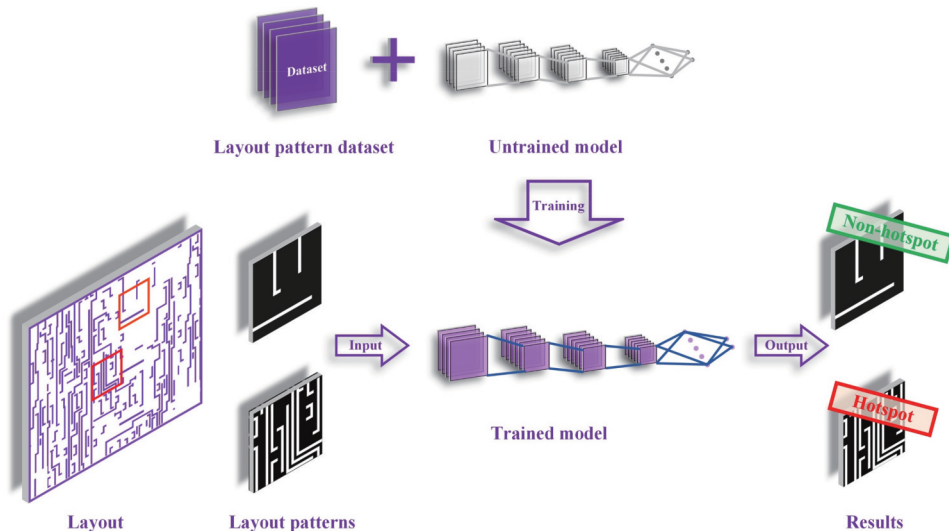 Dataset
Layout pattern dataset
Untrained model
Training
Non-hotspot
Input
Output
Hotspot
Trained model
Layout
Layout patterns
Results